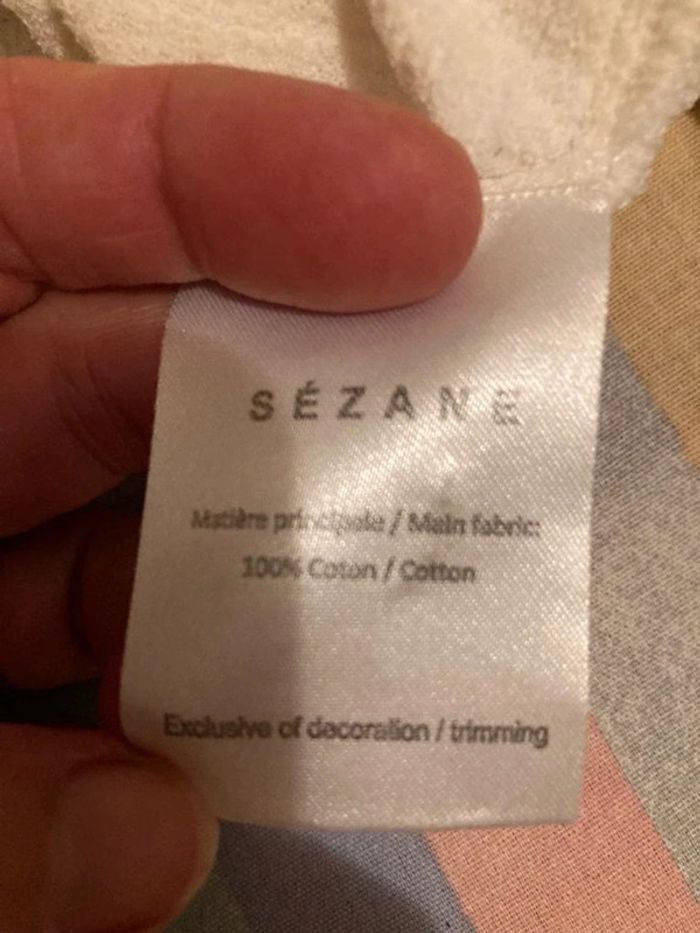 SÉZANE
Matière principale / Main fabric:
100% Coton / Cotton
Exclusive of decoration / trimming